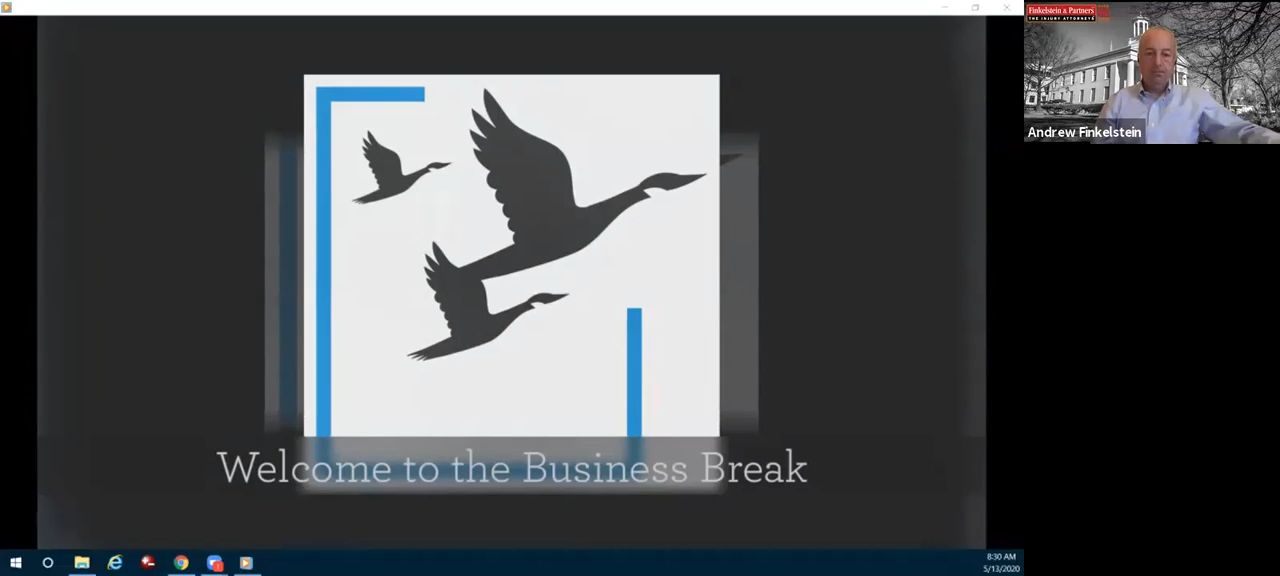 Finkelstein & Partners
THE INJURY ATTORNEYS
Andrew Finkelstein
Welcome to the Business Break
8:30 AM
5/13/2020